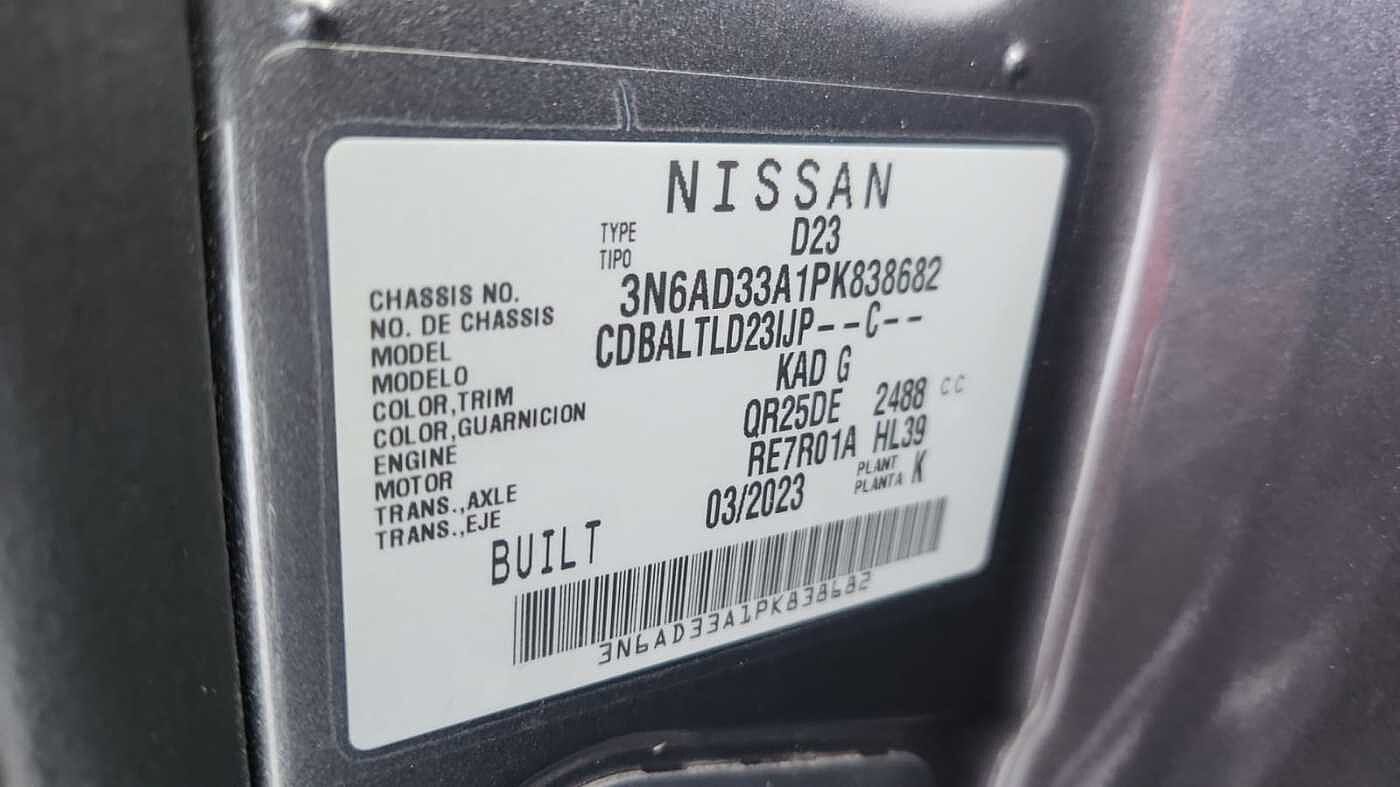 NISSAN
TYPE
TIPO
D23
CHASSIS NO.
NO. DE CHASSIS
3N6AD33A1PK838682
MODEL
MODELO
CDBALTLD23IJP--C--
COLOR,TRIM
COLOR,GUARNICION
KAD G
ENGINE
MOTOR
QR25DE 2488 CC
TRANS.,AXLE
TRANS.,EJE
RE7R01A HL39
PLANT
PLANTA K
BUILT 03/2023
3N6AD33A1PK838682